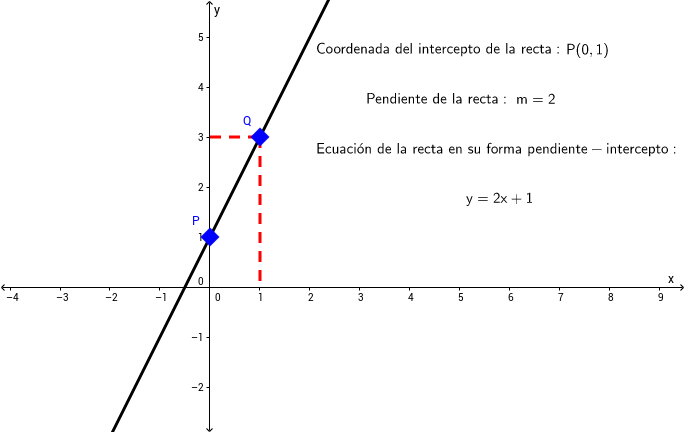 y
Coordenada del intercepto de la recta : P(0, 1)
Pendiente de la recta : m = 2
Ecuación de la recta en su forma pendiente − intercepto :
y = 2x + 1
5
4
Q
3
2
P
1
0
x
−4 −3 −2 −1 0 1 2 3 4 5 6 7 8 9
−1
−2